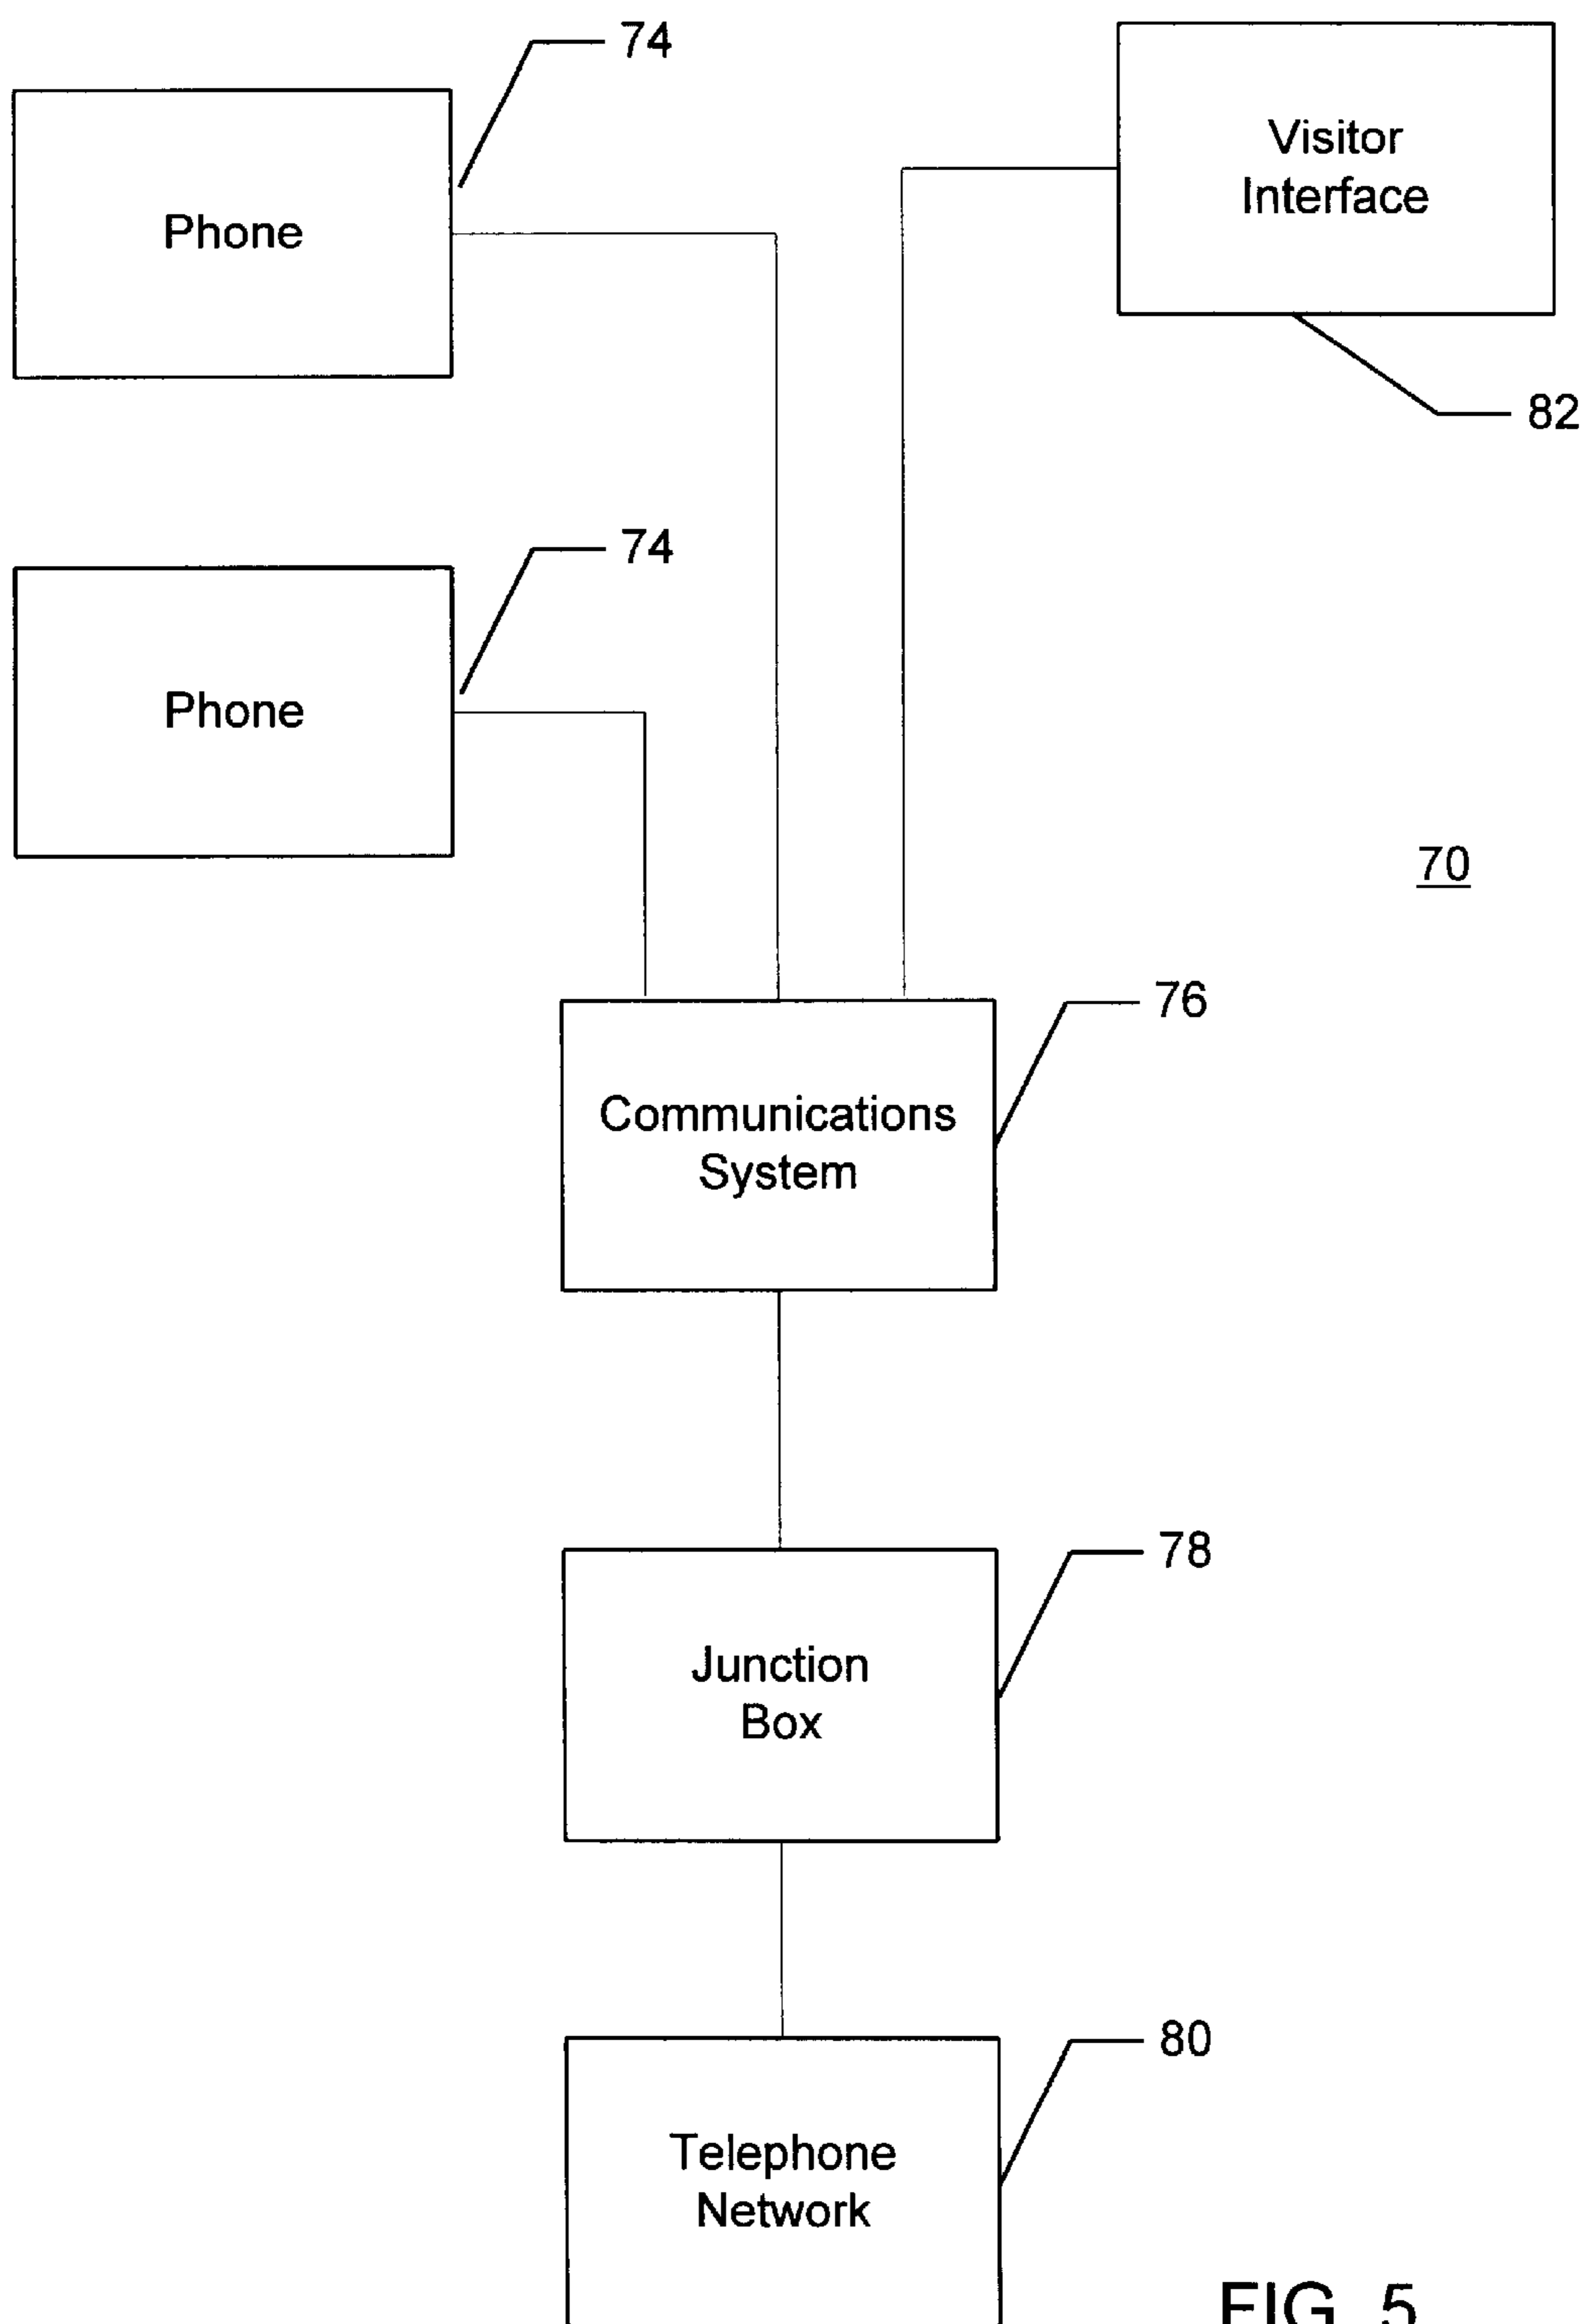 74
Phone
Visitor
Interface
82
74
Phone
70
76
Communications
System
78
Junction
Box
80
Telephone
Network
FIG. 5